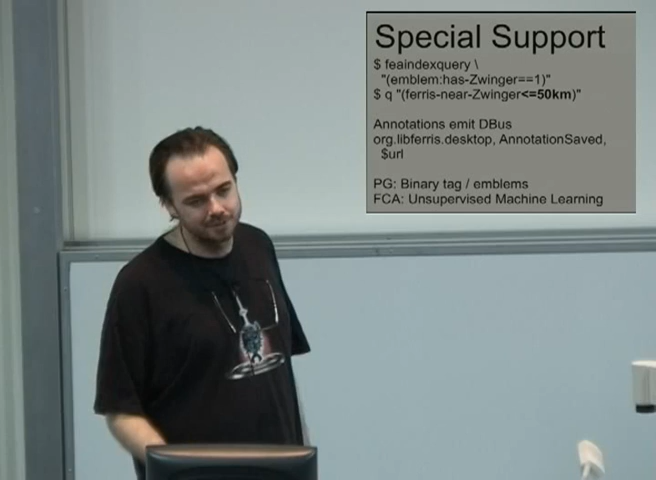 Special Support
$ feaindexquery \
"(emblem:has-Zwinger==1)"
$ q "(ferris-near-Zwinger<=50km)"
Annotations emit DBus
org.libferris.desktop, AnnotationSaved,
$url
PG: Binary tag / emblems
FCA: Unsupervised Machine Learning